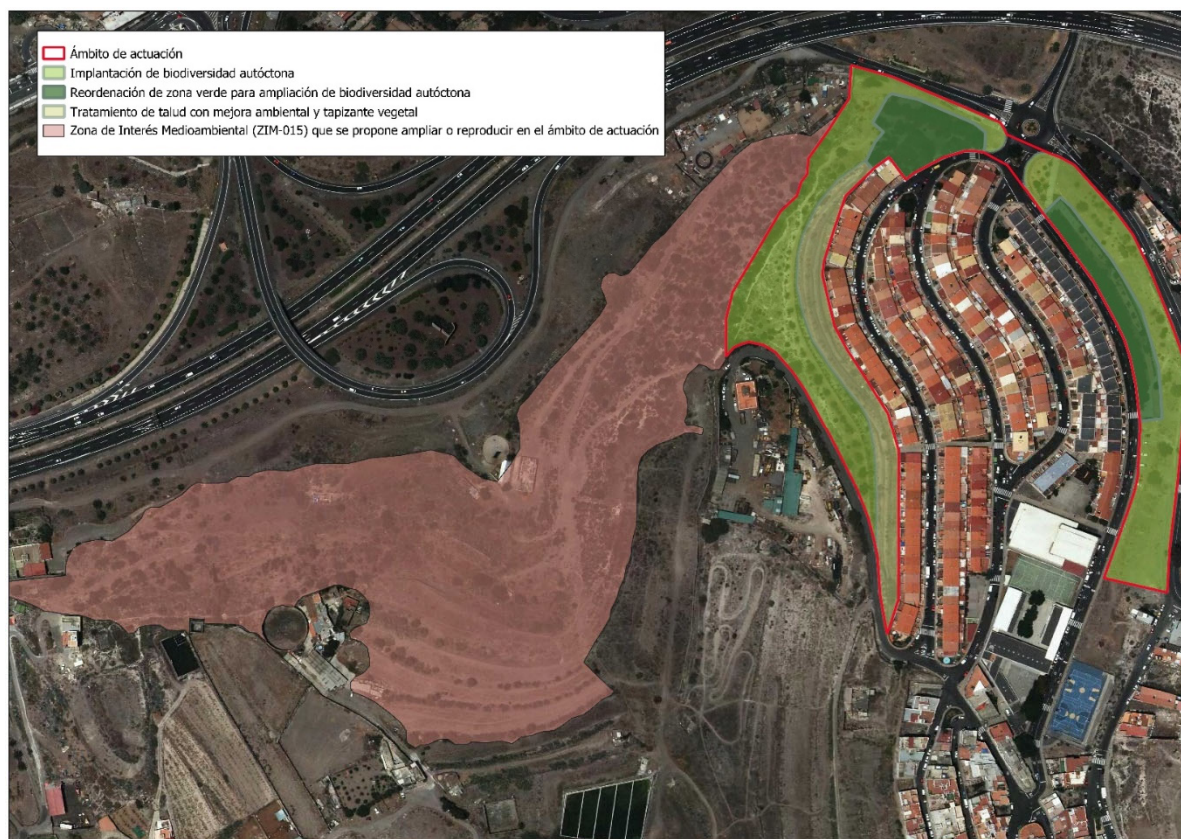 Ámbito de actuación
Implantación de biodiversidad autóctona
Reordenación de zona verde para ampliación de biodiversidad autóctona
Tratamiento de talud con mejora ambiental y tapizante vegetal
Zona de Interés Medioambiental (ZIM-015) que se propone ampliar o reproducir en el ámbito de actuación